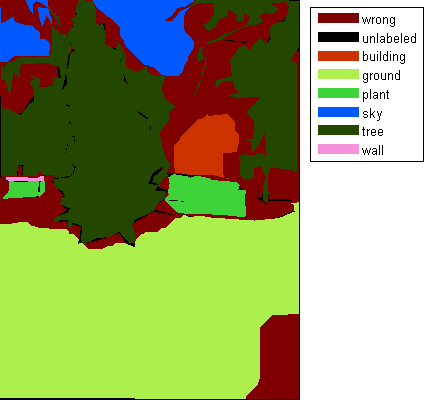 wrong
unlabeled
building
ground
plant
sky
tree
wall